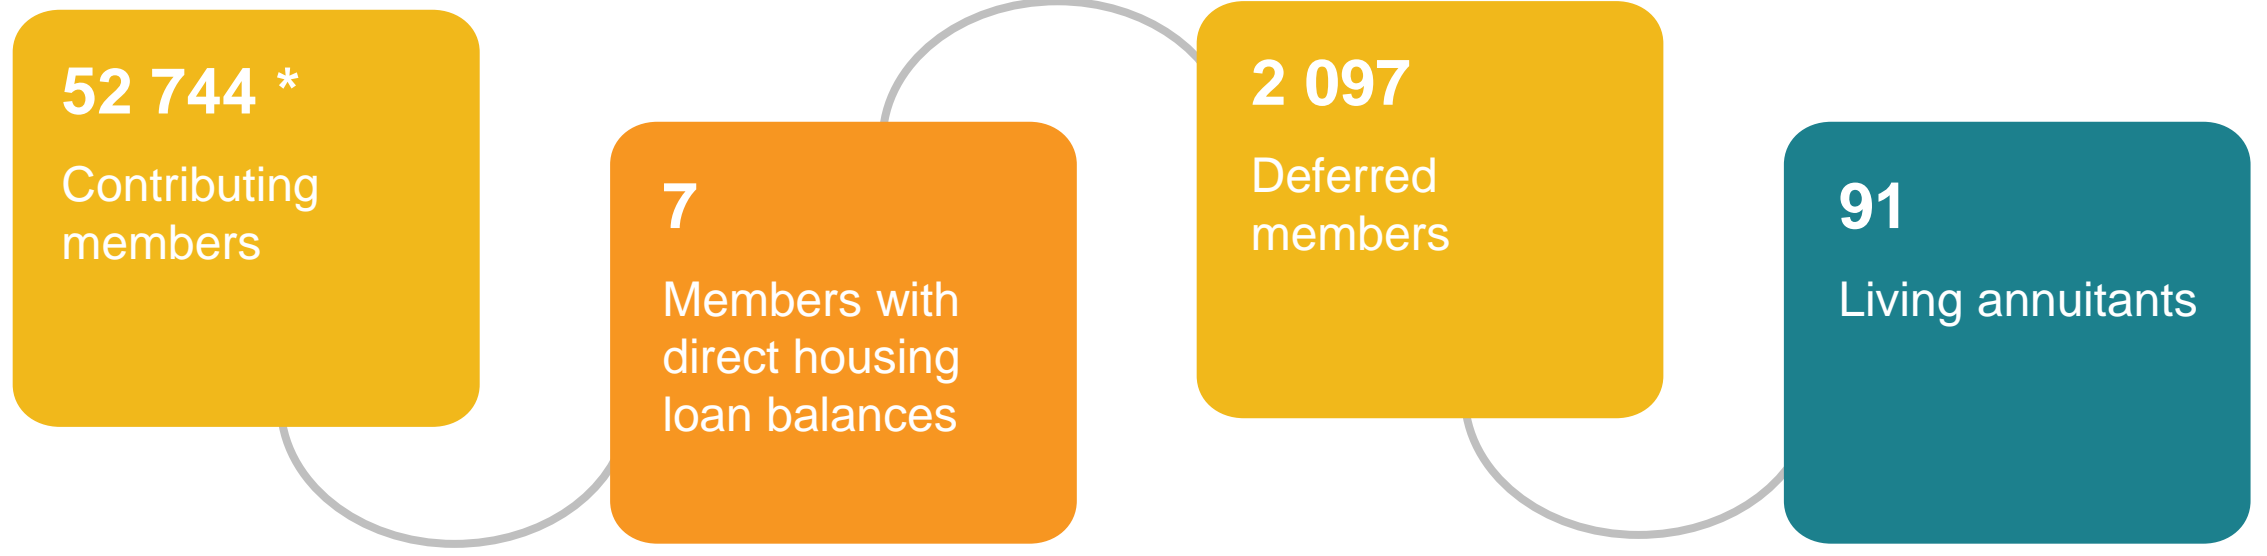 52 744 *
Contributing
members
7
Members with
direct housing
loan balances
2 097
Deferred
members
91
Living annuitants